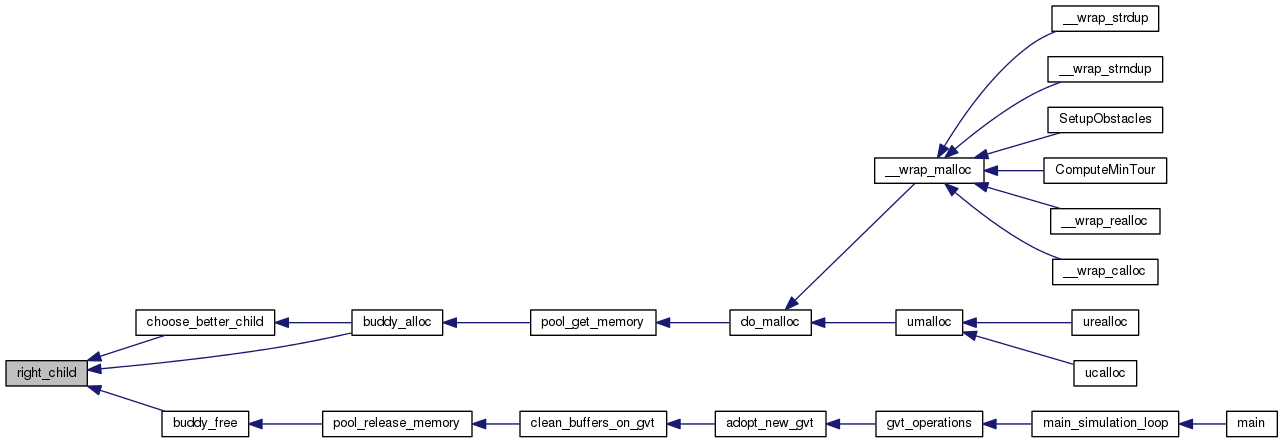 __wrap_strdup
__wrap_strndup
SetupObstacles
__wrap_malloc
ComputeMinTour
__wrap_realloc
__wrap_calloc
choose_better_child
buddy_alloc
pool_get_memory
do_malloc
umalloc
urealloc
right_child
ucalloc
buddy_free
pool_release_memory
clean_buffers_on_gvt
adopt_new_gvt
gvt_operations
main_simulation_loop
main